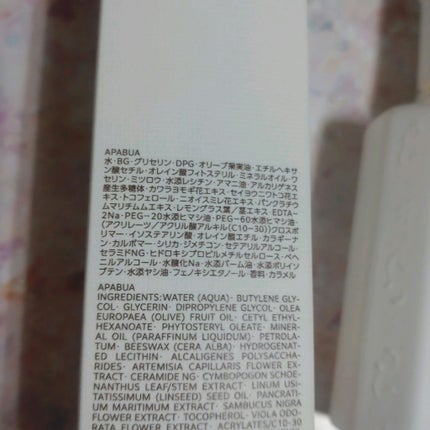 APABUA
水・BG・グリセリン・DPG・オリーブ果実油・エチルヘキサ
ン酸セチル・オレイン酸フィトステリル・ミネラルオイル・ワ
セリン・ミツロウ・水添レシチン・アマニ油・アルカリゲネス
産生多糖体・カワラヨモギ花エキス・セイヨウニワトコ花エ
キス・トコフェロール・ニオイスミレ花エキス・パンクラチウ
ムマリチムムエキス・レモングラス葉/茎エキス・EDTA-
2Na・PEG-20水添ヒマシ油・PEG-60水添ヒマシ油・
(アクリレーツ/アクリル酸アルキル(C10-30))クロスポ
リマー・イソステアリン酸・オレイン酸エチル・カラギーナ
ン・カルボマー・シリカ・ジメチコン・セテアリルアルコール・
セラミドNG・ヒドロキシプロピルメチルセルロース・ベヘ
ニルアルコール・水酸化Na・水添パーム油・水添ポリイソ
ブテン・水添ヤシ油・フェノキシエタノール・香料・カラメル
APABUA
INGREDIENTS:WATER (AQUA)・BUTYLENE GLY-
COL・GLYCERIN・DIPROPYLENE GLYCOL・OLEA
EUROPAEA (OLIVE) FRUIT OIL・CETYL ETHYL-
HEXANOATE・PHYTOSTERYL OLEATE・MINER-
AL OIL (PARAFFINUM LIQUIDUM)・PETROLA-
TUM・BEESWAX (CERA ALBA)・HYDROGENAT-
ED LECITHIN・ALCALIGENES POLYSACCHA-
RIDES・ARTEMISIA CAPILLARIS FLOWER EX-
TRACT・CERAMIDE NG・CYMBOPOGON SCHOE-
NANTHUS LEAF/STEM EXTRACT・LINUM USI-
TATISSIMUM (LINSEED) SEED OIL・PANCRATI-
UM MARITIMUM EXTRACT・SAMBUCUS NIGRA
FLOWER EXTRACT・TOCOPHEROL・VIOLA ODO-
RATA FLOWER EXTRACT・ACRYLATES/C10-30